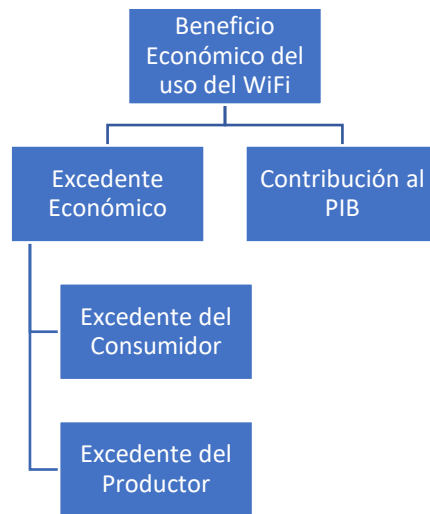 Beneficio
Económico del
uso del WiFi
Excedente
Económico
Contribución al
PIB
Excedente del
Consumidor
Excedente del
Productor